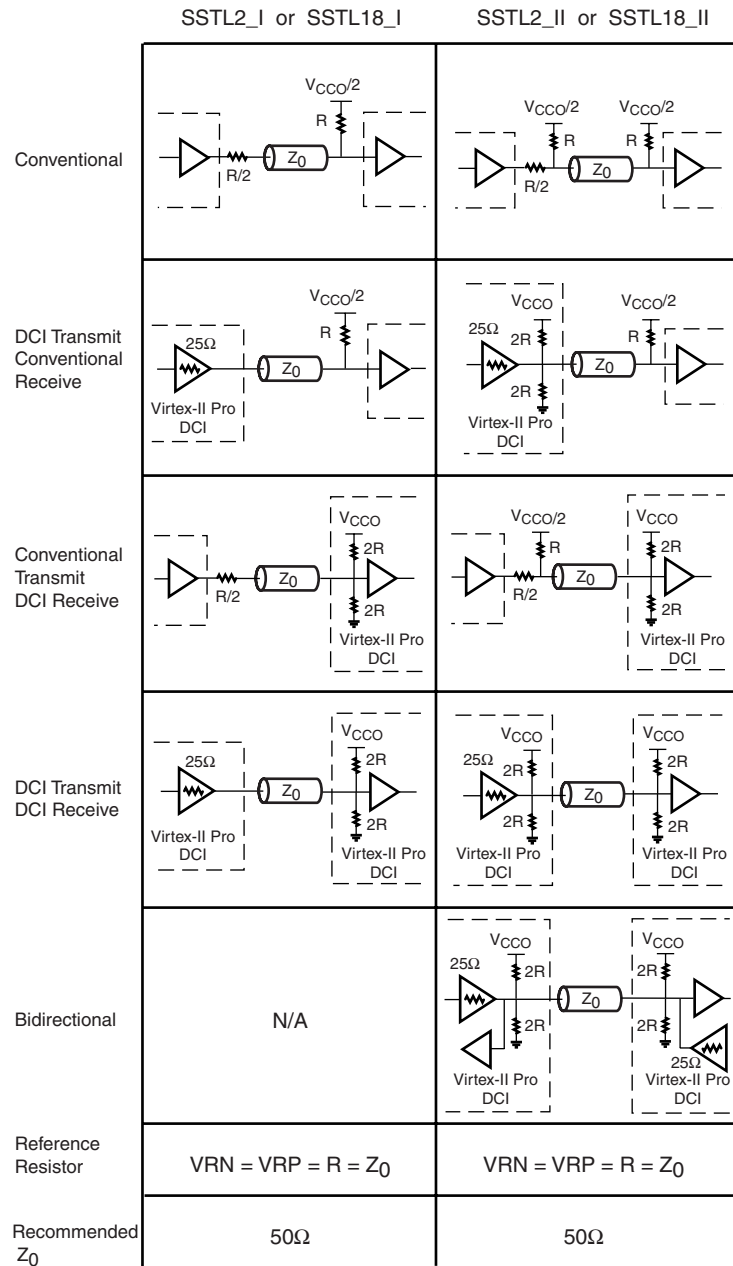 SSTL2_I or SSTL18_I
SSTL2_II or SSTL18_II
Conventional
VCCO/2
R
R/2
Z0
VCCO/2
R
VCCO/2
R
R/2
Z0
DCI Transmit
Conventional
Receive
25Ω
Virtex-II Pro
DCI
Z0
VCCO/2
R
25Ω
VCCO
2R
2R
Virtex-II Pro
DCI
Z0
VCCO/2
R
Conventional
Transmit
DCI Receive
R/2
Z0
VCCO
2R
2R
Virtex-II Pro
DCI
VCCO/2
R
R/2
Z0
VCCO
2R
2R
Virtex-II Pro
DCI
DCI Transmit
DCI Receive
25Ω
Virtex-II Pro
DCI
Z0
VCCO
2R
2R
Virtex-II Pro
DCI
25Ω
VCCO
2R
2R
Virtex-II Pro
DCI
Z0
VCCO
2R
2R
Virtex-II Pro
DCI
Bidirectional
N/A
25Ω
VCCO
2R
2R
Virtex-II Pro
DCI
Z0
VCCO
2R
2R
25Ω
Virtex-II Pro
DCI
Reference
Resistor
VRN = VRP = R = Z0
VRN = VRP = R = Z0
Recommended
Z0
50Ω
50Ω